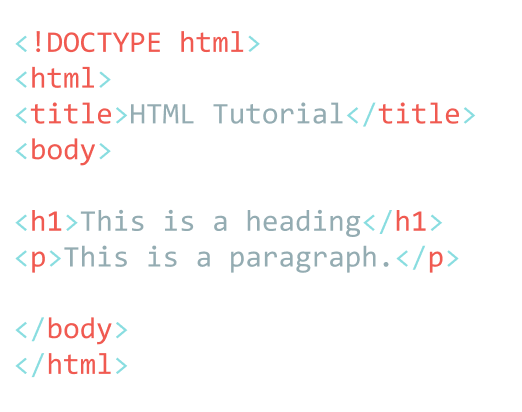 <!DOCTYPE html>
<html>
<title>HTML Tutorial</title>
<body>
<h1>This is a heading</h1>
<p>This is a paragraph.</p>
</body>
</html>